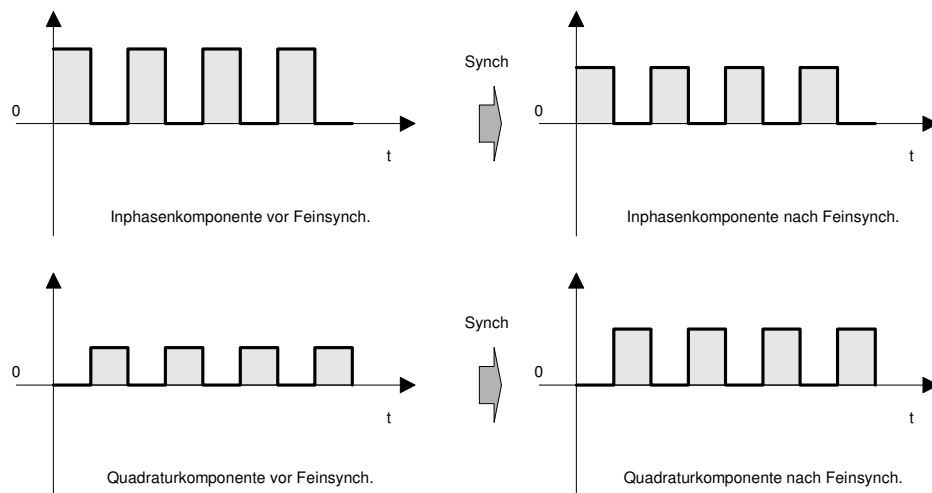 Synch
0
0
t
t
Inphasenkomponente vor Feinsynch.
Inphasenkomponente nach Feinsynch.
Synch
0
0
t
t
Quadraturkomponente vor Feinsynch.
Quadraturkomponente nach Feinsynch.